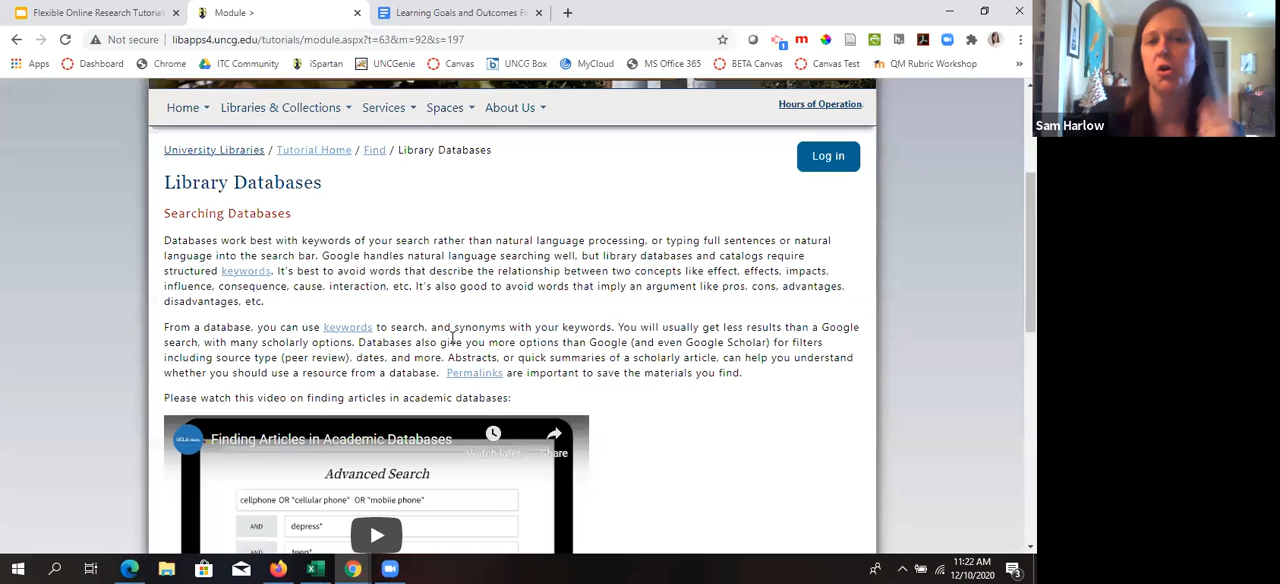 Flexible Online Research Tutorial
Module >
Learning Goals and Outcomes Fi
Not secure
libapps4.uncg.edu/tutorials/module.aspx?t=63&m=92&s=197
Apps
Dashboard
Chrome
ITC Community
iSpartan
UNCGenie
Canvas
UNCG Box
MyCloud
MS Office 365
BETA Canvas
Canvas Test
QM Rubric Workshop
»
Sam Harlow
Home
Libraries & Collections
Services
Spaces
About Us
Hours of Operation
University Libraries / Tutorial Home / Find / Library Databases
Log in
Library Databases
Searching Databases
Databases work best with keywords of your search rather than natural language processing, or typing full sentences or natural
language into the search bar. Google handles natural language searching well, but library databases and catalogs require
structured keywords. It's best to avoid words that describe the relationship between two concepts like effect, effects, impacts,
influence, consequence, cause, interaction, etc. It's also good to avoid words that imply an argument like pros, cons, advantages,
disadvantages, etc.
From a database, you can use keywords to search, and synonyms with your keywords. You will usually get less results than a Google
search, with many scholarly options. Databases also give you more options than Google (and even Google Scholar) for filters
including source type (peer review), dates, and more. Abstracts, or quick summaries of a scholarly article, can help you understand
whether you should use a resource from a database. Permalinks are important to save the materials you find.
Please watch this video on finding articles in academic databases:
Finding Articles in Academic Databases
Watch later
Share
Advanced Search
cellphone OR "cellular phone" OR "mobile phone"
AND
depress*
AND
teen*
11:22 AM
12/10/2020
3